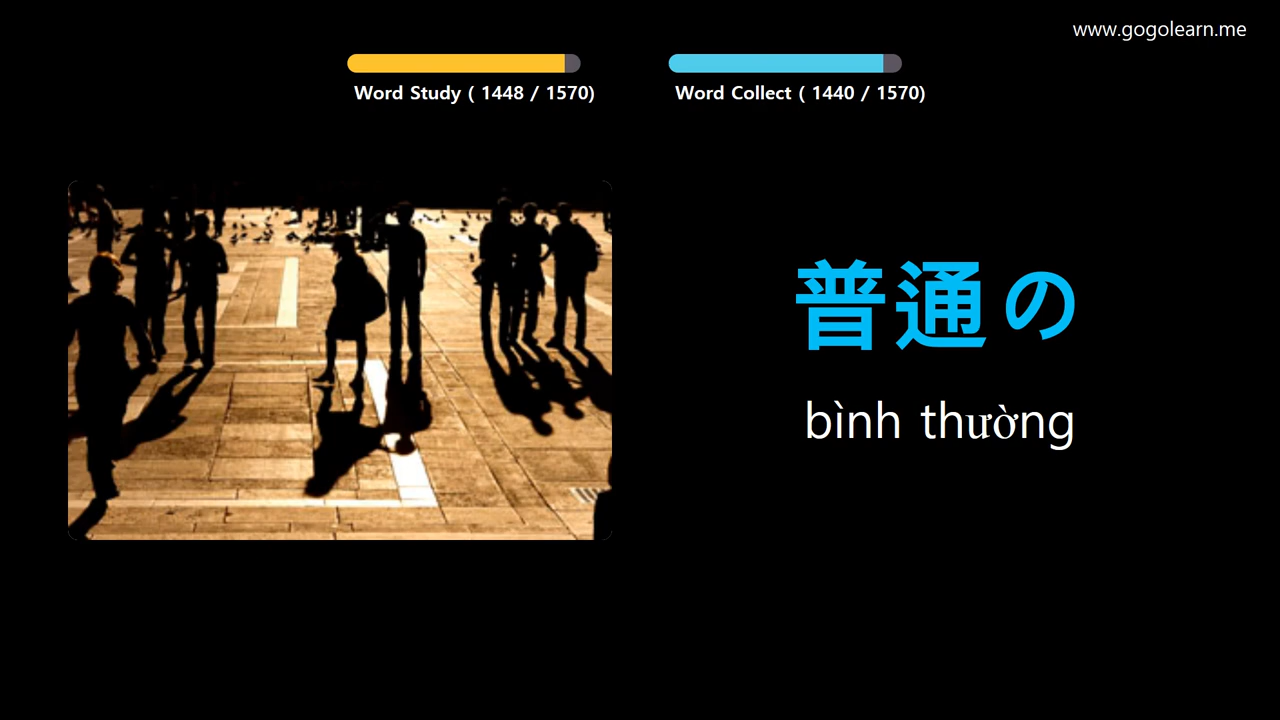 www.gogolearn.me
Word Study ( 1448 / 1570)
Word Collect ( 1440 / 1570)
普通の
bình thường